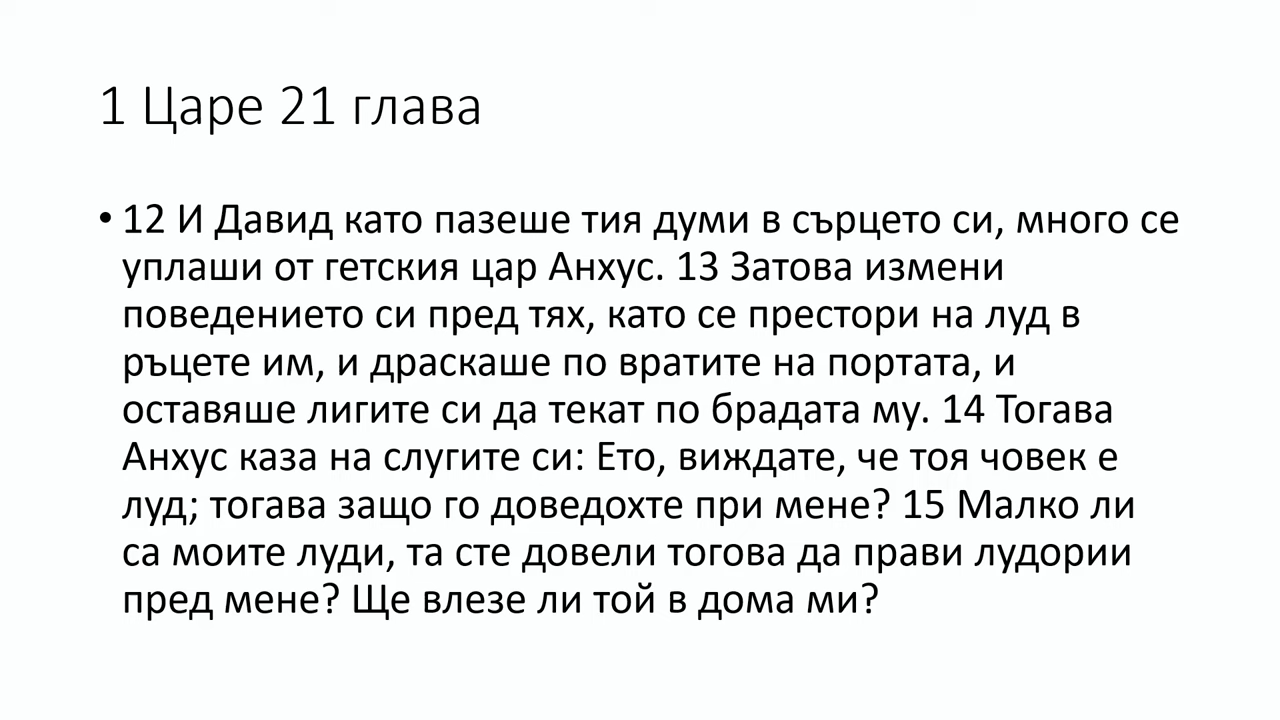 1 Царе 21 глава
• 12 И Давид като пазеше тия думи в сърцето си, много се
уплаши от гетския цар Анхус. 13 Затова измени
поведението си пред тях, като се престори на луд в
ръцете им, и драскаше по вратите на портата, и
оставяше лигите си да текат по брадата му. 14 Тогава
Анхус каза на слугите си: Ето, виждате, че тоя човек е
луд; тогава защо го доведохте при мене? 15 Малко ли
са моите луди, та сте довели тогова да прави лудории
пред мене? Ще влезе ли той в дома ми?